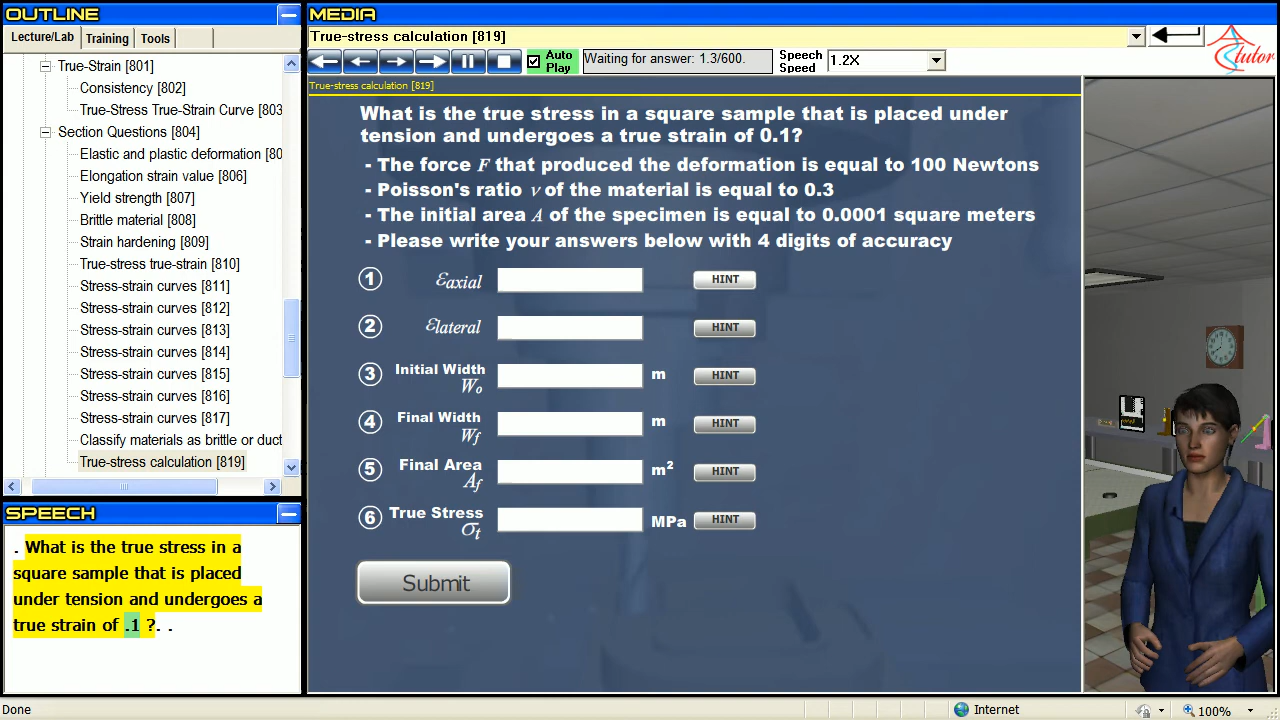 OUTLINE
Lecture/Lab Training Tools
True-Strain [801]
Consistency [802]
True-Stress True-Strain Curve [803
Section Questions [804]
Elastic and plastic deformation [80
Elongation strain value [806]
Yield strength [807]
Brittle material [808]
Strain hardening [809]
True-stress true-strain [810]
Stress-strain curves [811]
Stress-strain curves [812]
Stress-strain curves [813]
Stress-strain curves [814]
Stress-strain curves [815]
Stress-strain curves [816]
Stress-strain curves [817]
Classify materials as brittle or duct
True-stress calculation [819]
SPEECH
. What is the true stress in a
square sample that is placed
under tension and undergoes a
true strain of .1 ?. .
MEDIA
True-stress calculation [819]
Auto
Play
Waiting for answer: 1.3/600.
Speech
Speed
1.2X
tutor
True-stress calculation [819]
What is the true stress in a square sample that is placed under
tension and undergoes a true strain of 0.1?
- The force F that produced the deformation is equal to 100 Newtons
- Poisson's ratio ν of the material is equal to 0.3
- The initial area A of the specimen is equal to 0.0001 square meters
- Please write your answers below with 4 digits of accuracy
1 εaxial HINT
2 εlateral HINT
3 Initial Width Wo m HINT
4 Final Width Wf m HINT
5 Final Area Af m² HINT
6 True Stress σt MPa HINT
Submit
Done Internet 100%